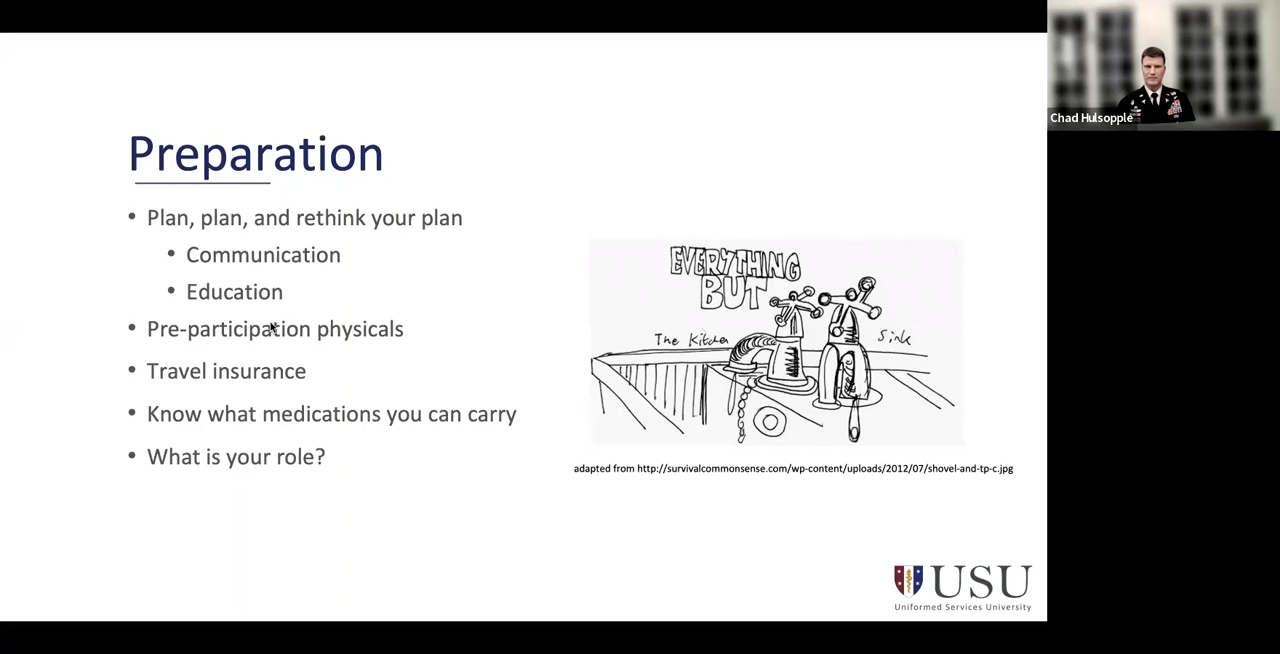 Preparation
• Plan, plan, and rethink your plan
• Communication
• Education
• Pre-participation physicals
• Travel insurance
• Know what medications you can carry
• What is your role?
EVERYTHING
BUT
The Kitchen
Sink
adapted from http://survivalcommonsense.com/wp-content/uploads/2012/07/shovel-and-tp-c.jpg
USU
Uniformed Services University
Chad Hulsopple